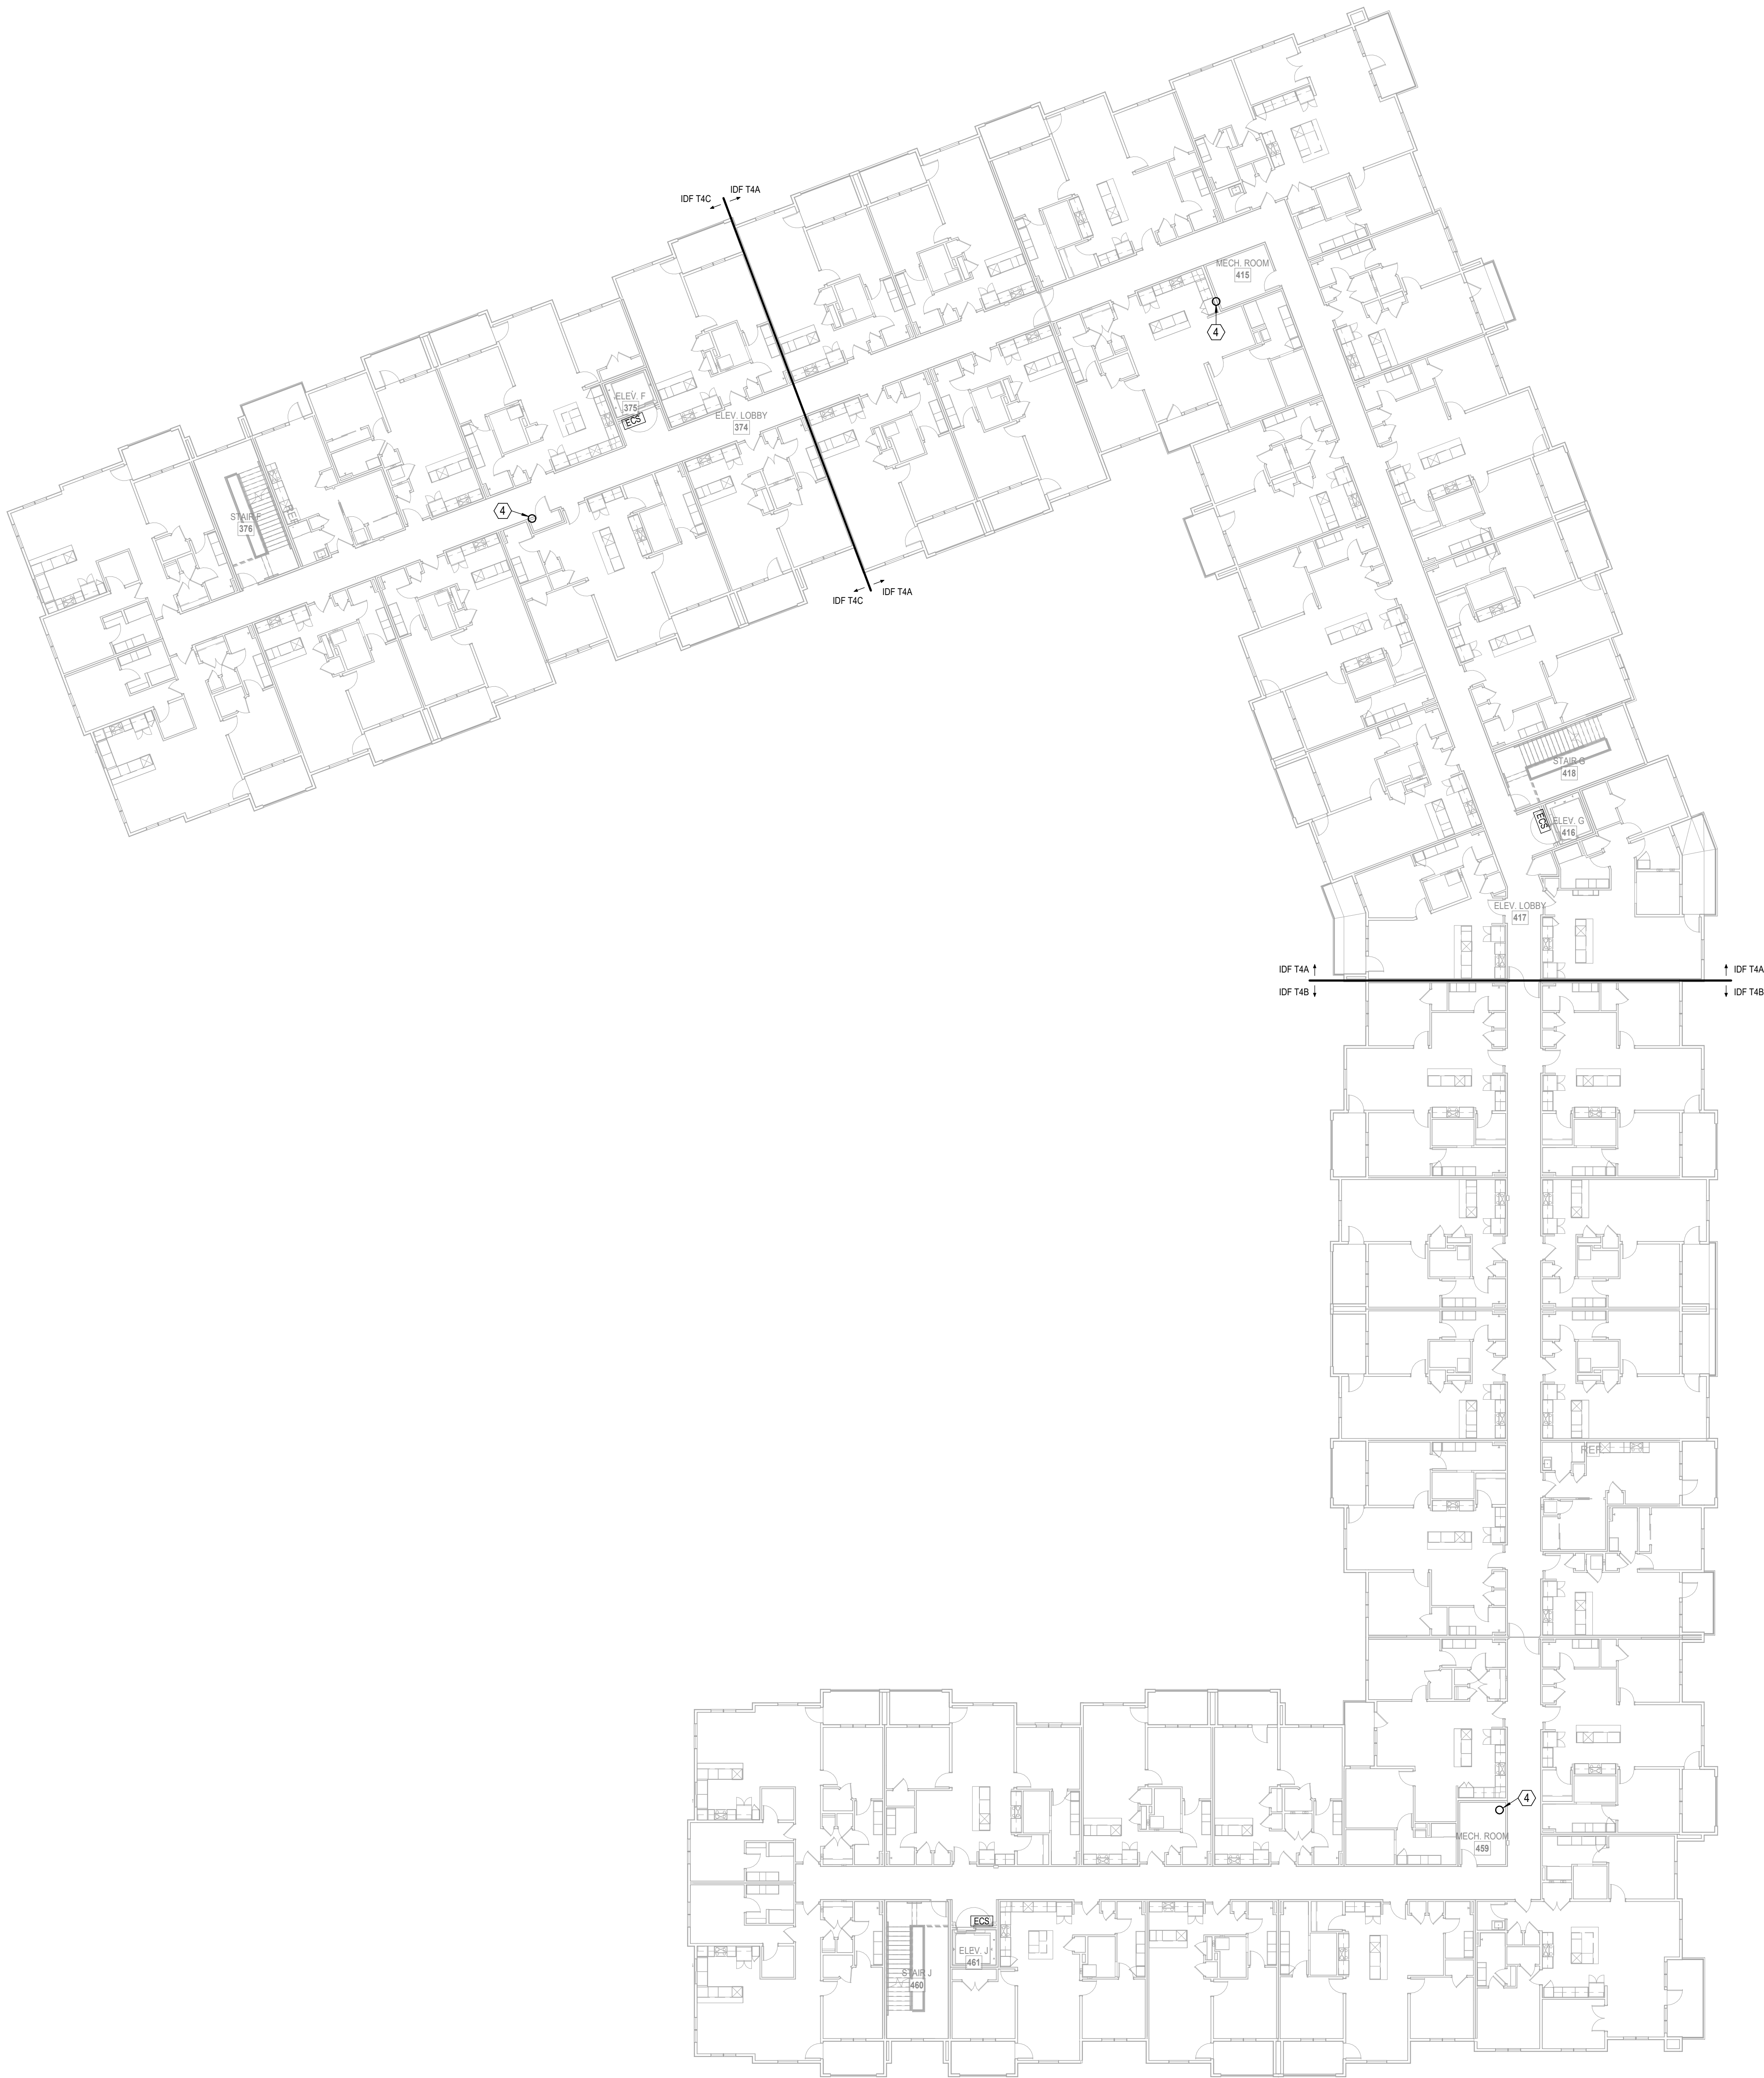 IDF T4A
IDF T4C
MECH. ROOM
415
4
ELEV. F
375
ECS
ELEV. LOBBY
374
4
STAIR F
376
REF.
IDF T4A
IDF T4C
STAIR G
418
ECS
ELEV. G
416
ELEV. LOBBY
417
IDF T4A
IDF T4A
IDF T4B
IDF T4B
REF.
4
MECH. ROOM
459
ECS
ELEV. J
461
STAIR J
460